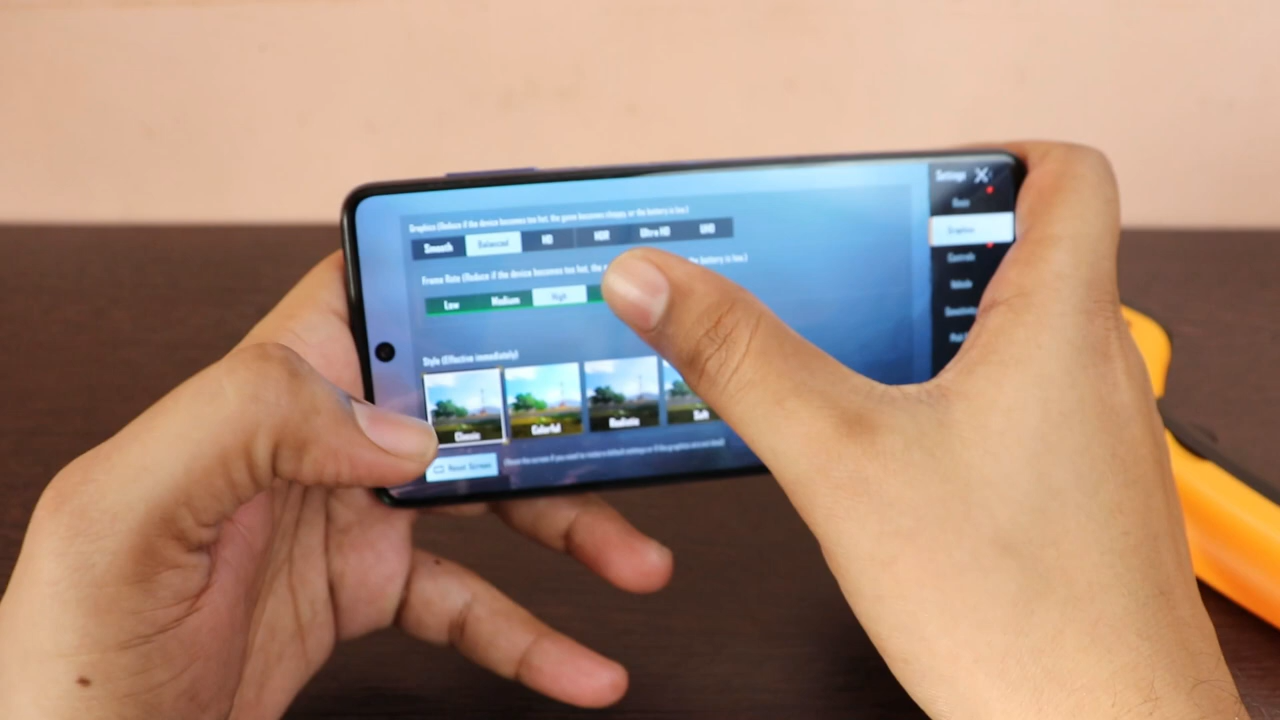 Settings
Graphics (Reduce if the device becomes too hot, the game becomes choppy, or the battery is low.)
Smooth Balanced HD HDR Ultra HD UHD
Graphics
Frame Rate (Reduce if the device becomes too hot, the the battery is low.)
Controls
Low Medium High
Vehicle
Sensitivity
Style (Effective immediately)
Classic Colorful Realistic Soft
Reset Screen